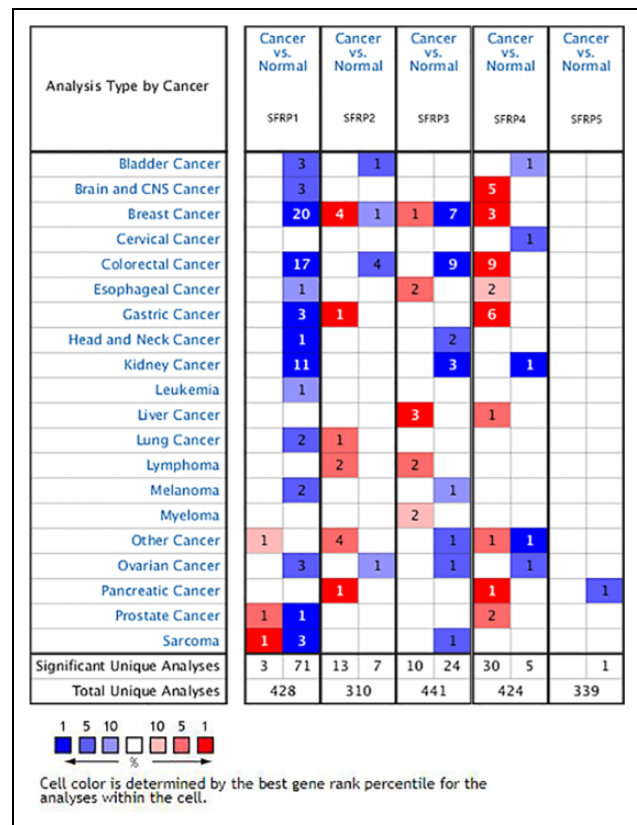 Analysis Type by Cancer
Cancer vs. Normal Cancer vs. Normal Cancer vs. Normal Cancer vs. Normal Cancer vs. Normal
SFRP1 SFRP2 SFRP3 SFRP4 SFRP5
Bladder Cancer 3 1 1
Brain and CNS Cancer 3 5
Breast Cancer 20 4 1 1 7 3
Cervical Cancer 1
Colorectal Cancer 17 4 9 9
Esophageal Cancer 1 2 2
Gastric Cancer 3 1 6
Head and Neck Cancer 1 2
Kidney Cancer 11 3 1
Leukemia 1
Liver Cancer 3 1
Lung Cancer 2 1
Lymphoma 2 2
Melanoma 2 1
Myeloma 2
Other Cancer 1 4 1 1 1
Ovarian Cancer 3 1 1 1
Pancreatic Cancer 1 1 1
Prostate Cancer 1 1 2
Sarcoma 1 3 1
Significant Unique Analyses 3 71 13 7 10 24 30 5 1
Total Unique Analyses 428 310 441 424 339
1 5 10 10 5 1
%
Cell color is determined by the best gene rank percentile for the
analyses within the cell.